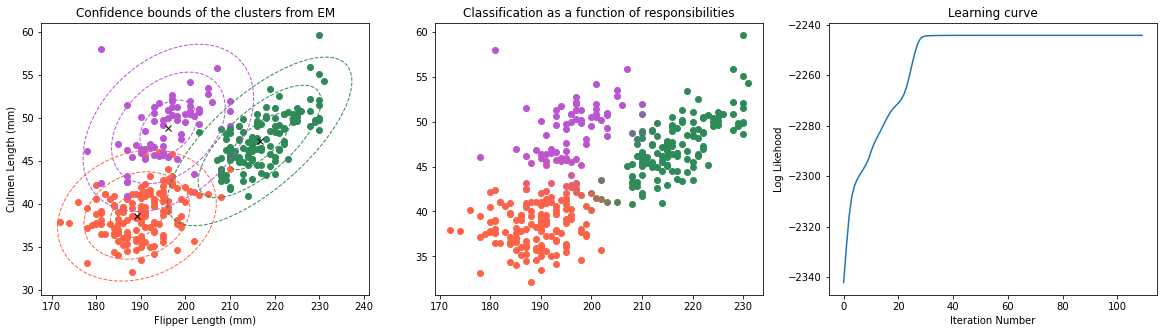 Confidence bounds of the clusters from EM
Culmen Length (mm)
60
55
50
45
40
35
30
170 180 190 200 210 220 230 240
Flipper Length (mm)
Classification as a function of responsibilities
60
55
50
45
40
35
170 180 190 200 210 220 230
Learning curve
Log Likehood
−2240
−2260
−2280
−2300
−2320
−2340
0 20 40 60 80 100
Iteration Number